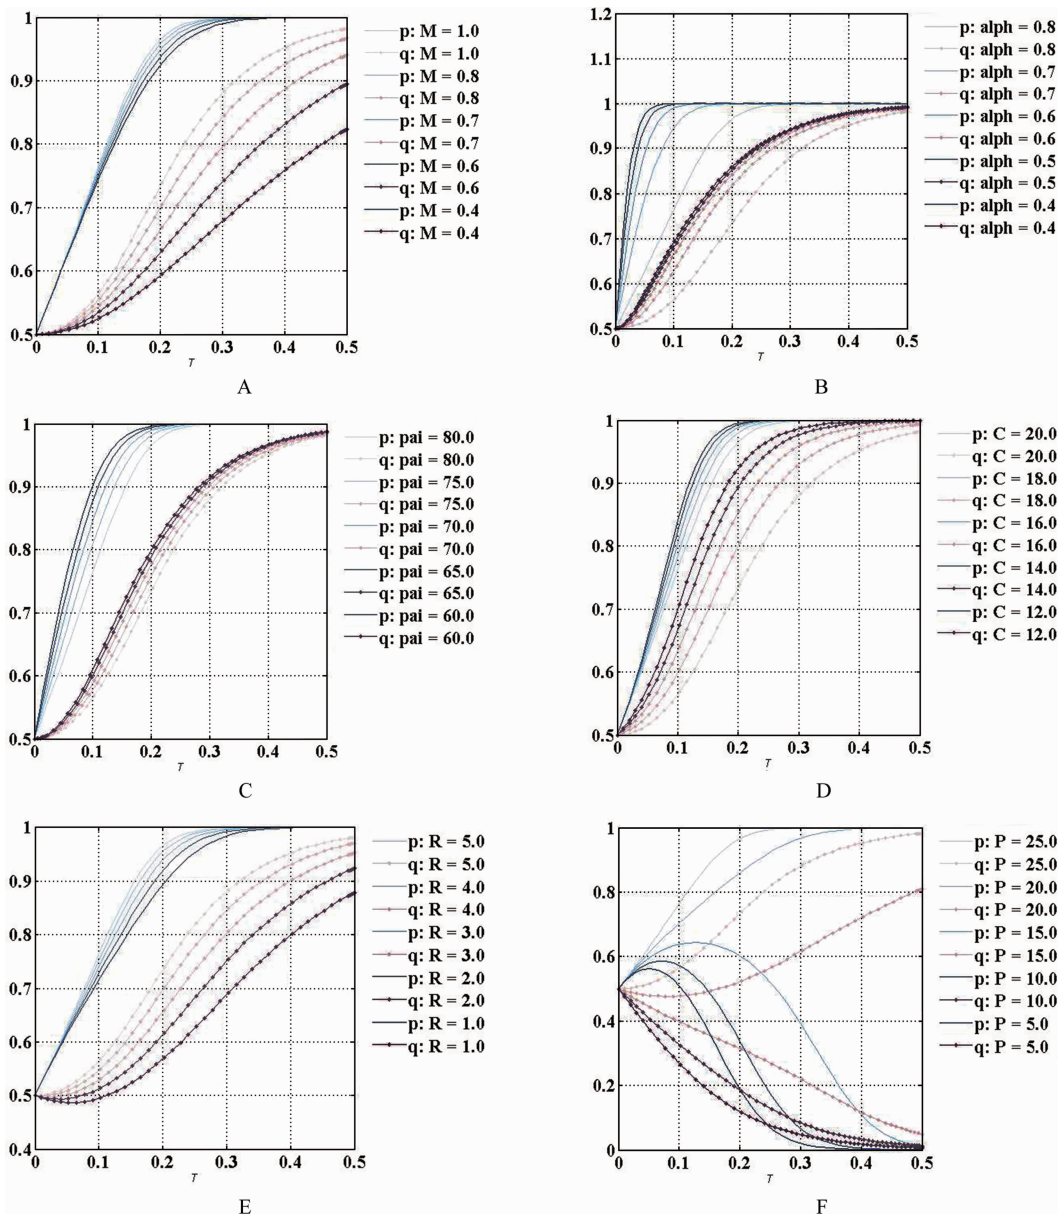 1
0.9
0.8
0.7
0.6
0.5
0
0.1
0.2
0.3
0.4
0.5
T
p: M = 1.0
q: M = 1.0
p: M = 0.8
q: M = 0.8
p: M = 0.7
q: M = 0.7
p: M = 0.6
q: M = 0.6
p: M = 0.4
q: M = 0.4
A
1.2
1.1
1
0.9
0.8
0.7
0.6
0.5
0
0.1
0.2
0.3
0.4
0.5
T
p: alph = 0.8
q: alph = 0.8
p: alph = 0.7
q: alph = 0.7
p: alph = 0.6
q: alph = 0.6
p: alph = 0.5
q: alph = 0.5
p: alph = 0.4
q: alph = 0.4
B
1
0.9
0.8
0.7
0.6
0.5
0
0.1
0.2
0.3
0.4
0.5
T
p: pai = 80.0
q: pai = 80.0
p: pai = 75.0
q: pai = 75.0
p: pai = 70.0
q: pai = 70.0
p: pai = 65.0
q: pai = 65.0
p: pai = 60.0
q: pai = 60.0
C
1
0.9
0.8
0.7
0.6
0.5
0
0.1
0.2
0.3
0.4
0.5
T
p: C = 20.0
q: C = 20.0
p: C = 18.0
q: C = 18.0
p: C = 16.0
q: C = 16.0
p: C = 14.0
q: C = 14.0
p: C = 12.0
q: C = 12.0
D
1
0.9
0.8
0.7
0.6
0.5
0.4
0
0.1
0.2
0.3
0.4
0.5
T
p: R = 5.0
q: R = 5.0
p: R = 4.0
q: R = 4.0
p: R = 3.0
q: R = 3.0
p: R = 2.0
q: R = 2.0
p: R = 1.0
q: R = 1.0
E
1
0.8
0.6
0.4
0.2
0
0
0.1
0.2
0.3
0.4
0.5
T
p: P = 25.0
q: P = 25.0
p: P = 20.0
q: P = 20.0
p: P = 15.0
q: P = 15.0
p: P = 10.0
q: P = 10.0
p: P = 5.0
q: P = 5.0
F